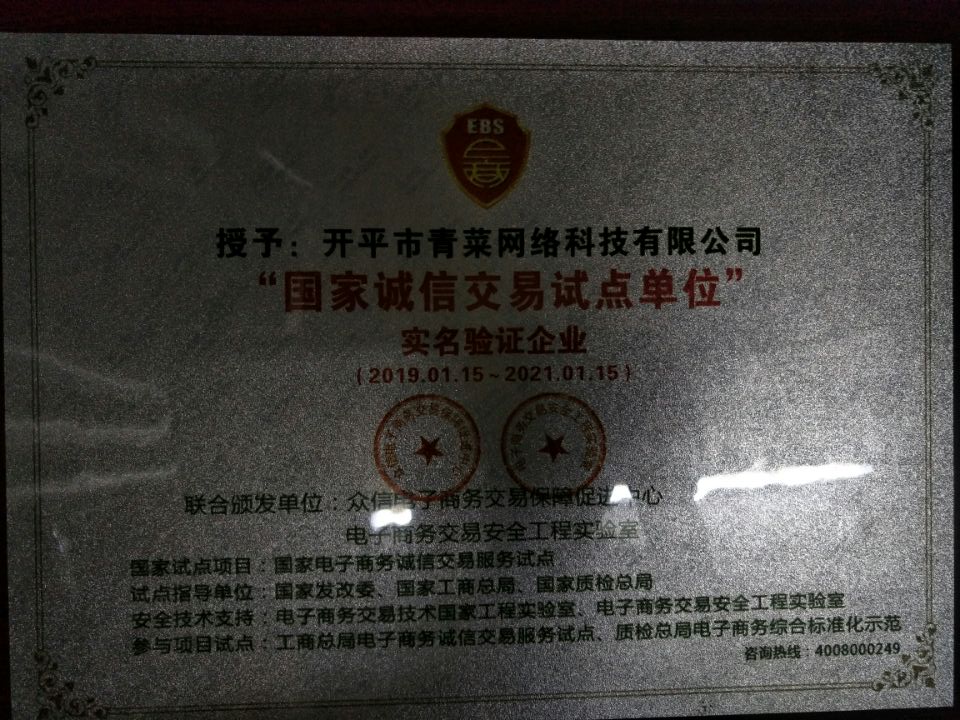 EBS
授予：开平市青菜网络科技有限公司
“国家诚信交易试点单位”
实名验证企业
（2019.01.15～2021.01.15）
联合颁发单位：众信电子商务交易保障促进中心
电子商务交易安全工程实验室
国家试点项目：国家电子商务诚信交易服务试点
试点指导单位：国家发改委、国家工商总局、国家质检总局
安全技术支持：电子商务交易技术国家工程实验室、电子商务交易安全工程实验室
参与项目试点：工商总局电子商务诚信交易服务试点、质检总局电子商务综合标准化示范
咨询热线：4008000249